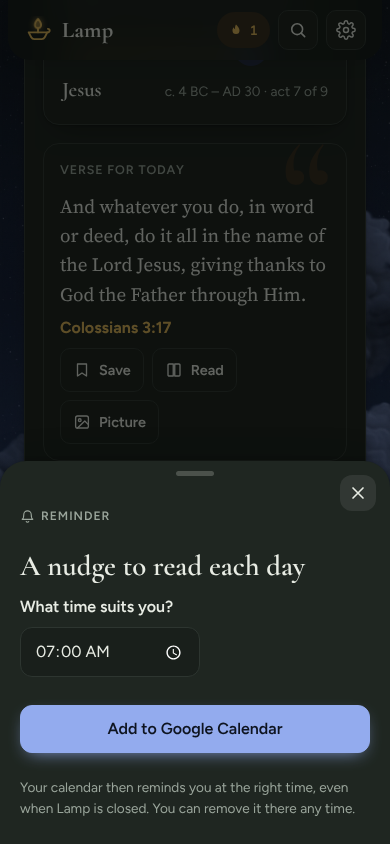 Lamp
1
Jesus
c. 4 BC – AD 30 · act 7 of 9
VERSE FOR TODAY
And whatever you do, in word
or deed, do it all in the name of
the Lord Jesus, giving thanks to
God the Father through Him.
Colossians 3:17
Save
Read
Picture
REMINDER
A nudge to read each day
What time suits you?
07:00 AM
Add to Google Calendar
Your calendar then reminds you at the right time, even
when Lamp is closed. You can remove it there any time.